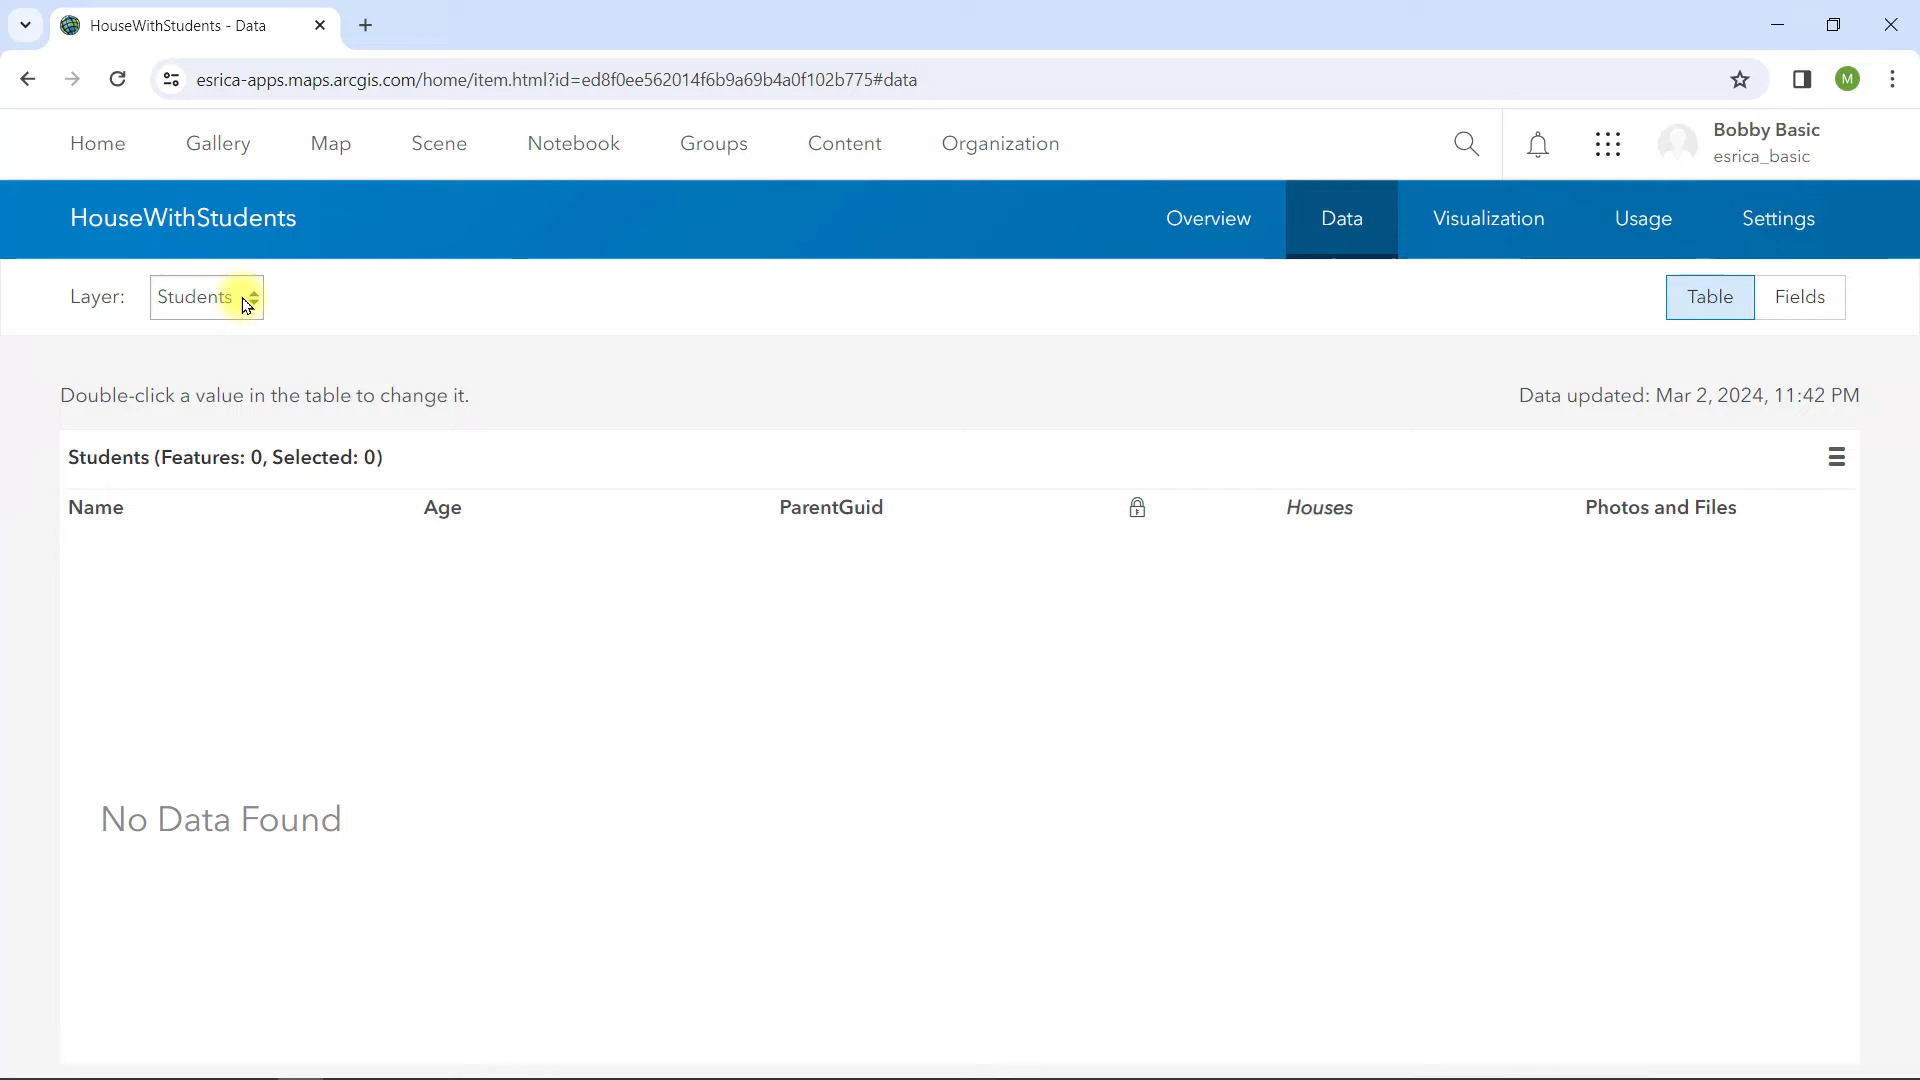 HouseWithStudents - Data
esrica-apps.maps.arcgis.com/home/item.html?id=ed8f0ee562014f6b9a69b4a0f102b775#data
M
Home Gallery Map Scene Notebook Groups Content Organization
Bobby Basic
esrica_basic
HouseWithStudents Overview Data Visualization Usage Settings
Layer: Students Table Fields
Double-click a value in the table to change it. Data updated: Mar 2, 2024, 11:42 PM
Students (Features: 0, Selected: 0)
Name Age ParentGuid Houses Photos and Files
No Data Found